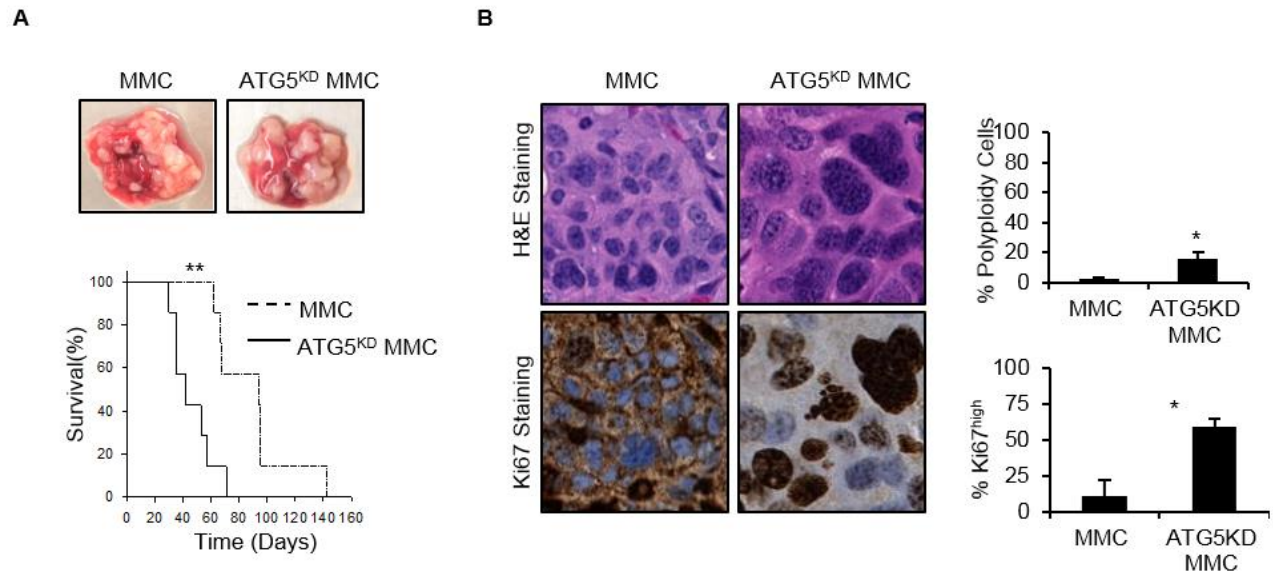 A
MMC
ATG5ᴷᴰ MMC
**
MMC
ATG5ᴷᴰ MMC
Survival(%)
100
80
60
40
20
0
0 20 40 60 80 100 120 140 160
Time (Days)
B
MMC
ATG5ᴷᴰ MMC
H&E Staining
Ki67 Staining
% Polyploidy Cells
100
80
60
40
20
0
*
MMC
ATG5KD
MMC
% Ki67ʰⁱᵍʰ
100
75
50
25
0
*
MMC
ATG5KD
MMC